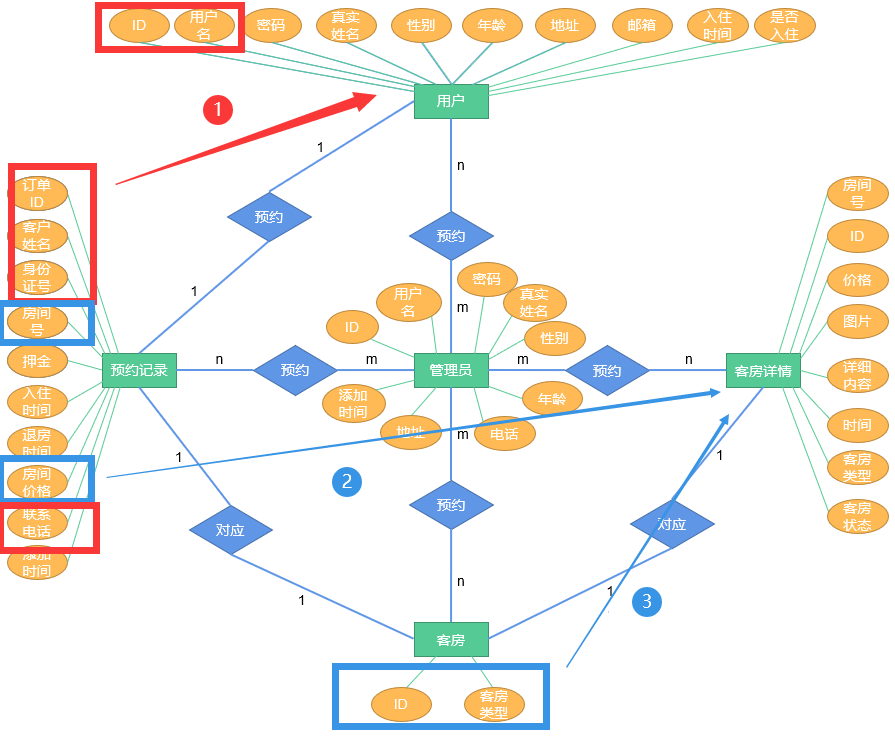 ID
用户
名
密码
真实
姓名
性别
年龄
地址
邮箱
入住
时间
是否
入住
用户
1
1
n
预约
预约
1
m
订单
ID
客户
姓名
身份
证号
房间
号
押金
入住
时间
退房
时间
房间
价格
联系
电话
添加
时间
预约记录
n
预约
m
ID
用户
名
密码
真实
姓名
性别
管理员
添加
时间
地址
电话
年龄
m
预约
n
客房详情
房间
号
ID
价格
图片
详细
内容
时间
客房
类型
客房
状态
1
2
m
1
对应
预约
对应
1
n
1
3
客房
ID
客房
类型